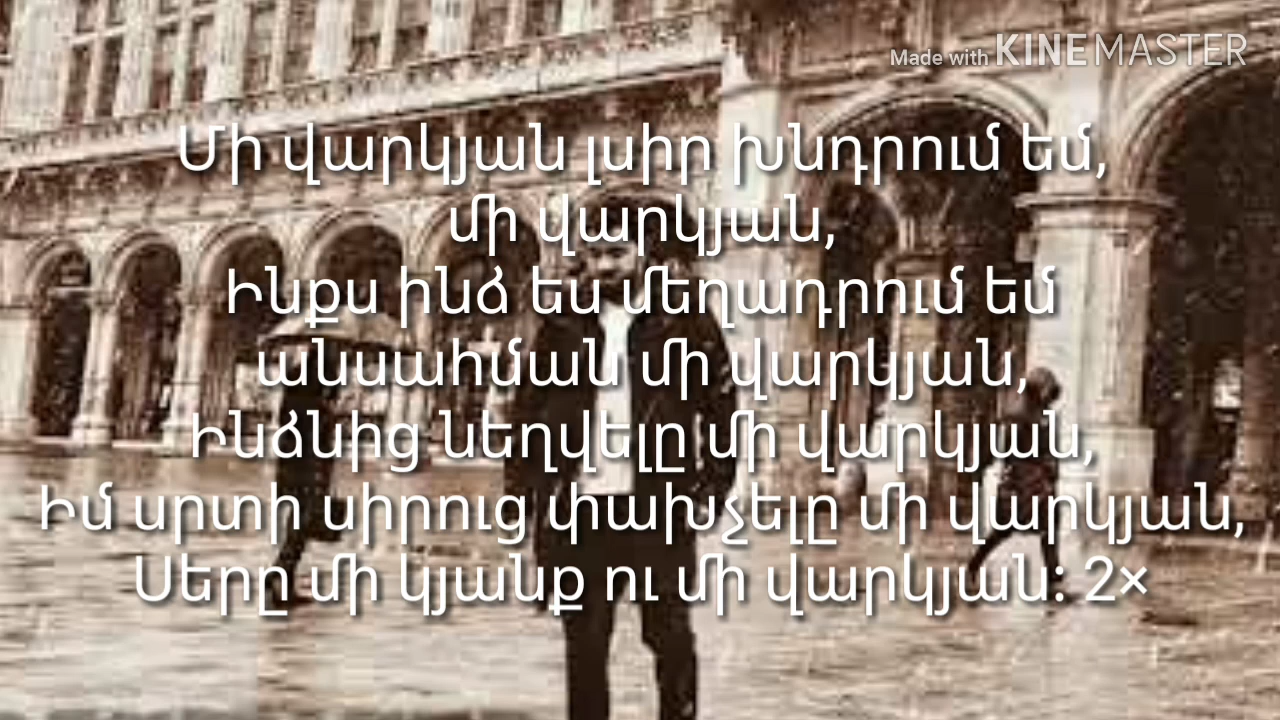 Made with KINEMASTER
Մի վարկյան լսիր խնդրում եմ,
մի վարկյան,
Ինքս ինձ ես մեղադրում եմ
անսահման մի վարկյան,
Ինձնից նեղվելը մի վարկյան,
Իմ սրտի սիրուց փախչելը մի վարկյան,
Սերը մի կյանք ու մի վարկյան: 2×